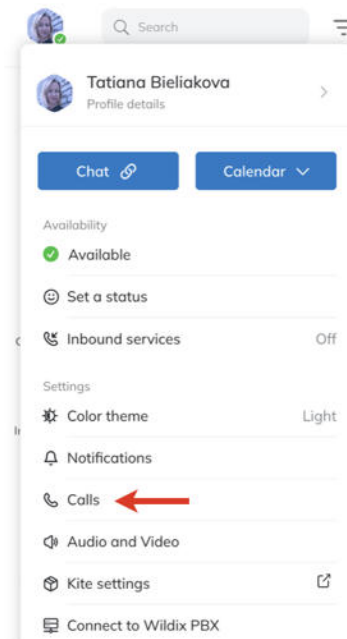 Search
Tatiana Bieliakova
Profile details
Chat
Calendar
Availability
Available
Set a status
Inbound services Off
Settings
Color theme Light
Notifications
Calls
Audio and Video
Kite settings
Connect to Wildix PBX